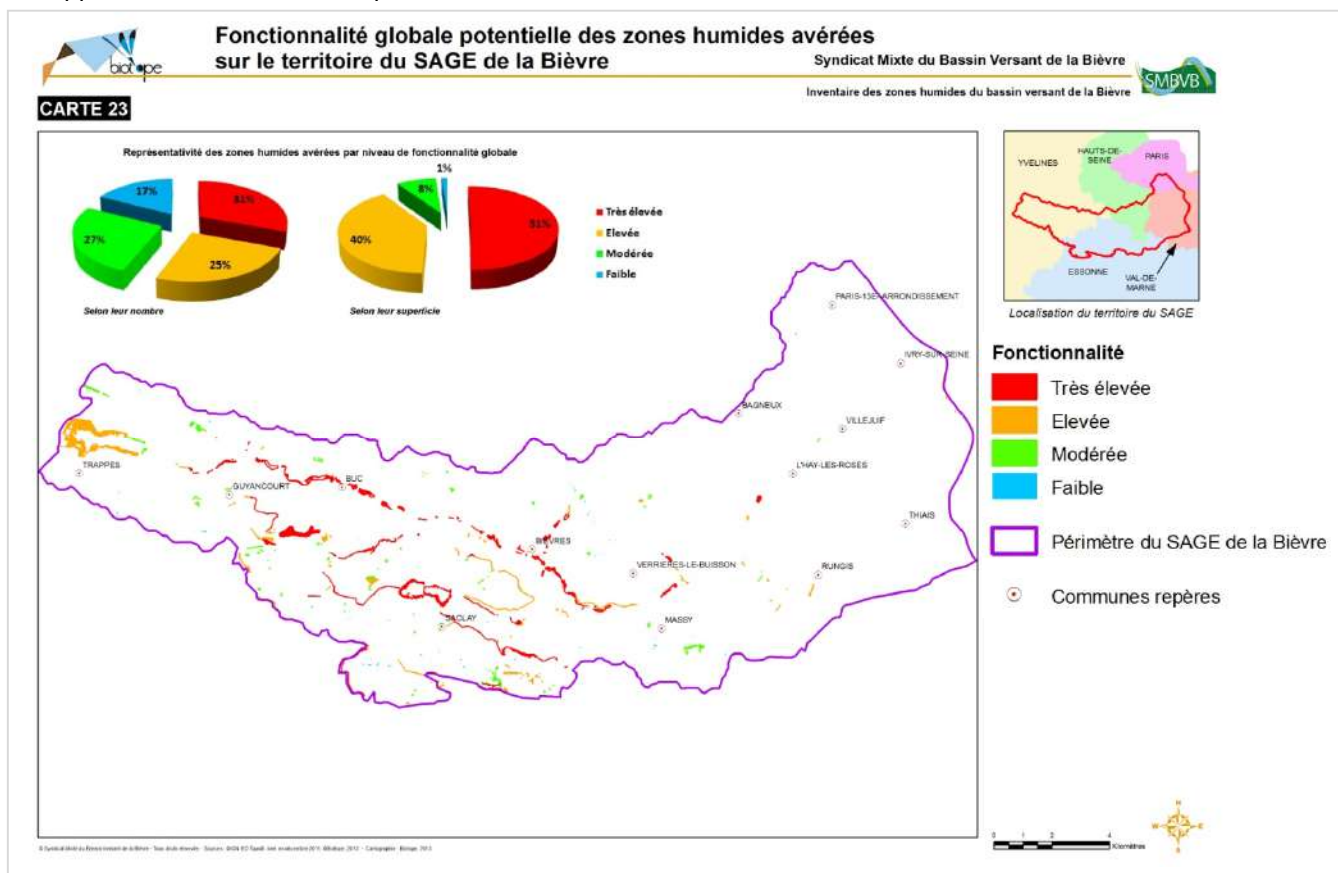 biotope
Fonctionnalité globale potentielle des zones humides avérées
sur le territoire du SAGE de la Bièvre
Syndicat Mixte du Bassin Versant de la Bièvre
Inventaire des zones humides du bassin versant de la Bièvre
SMBVB
CARTE 23
Représentativité des zones humides avérées par niveau de fonctionnalité globale
17%
31%
27%
25%
Selon leur nombre
1%
8%
40%
51%
Selon leur superficie
Très élevée
Elevée
Modérée
Faible
YVELINES
HAUTS-DE-
SEINE
PARIS
ESSONNE
VAL-DE-
MARNE
Localisation du territoire du SAGE
PARIS-13E-ARRONDISSEMENT
IVRY-SUR-SEINE
BAGNEUX
VILLEJUIF
L'HAY-LES-ROSES
TRAPPES
GUYANCOURT
BUC
THIAIS
BIEVRES
VERRIERES-LE-BUISSON
RUNGIS
SACLAY
MASSY
Fonctionnalité
Très élevée
Elevée
Modérée
Faible
Périmètre du SAGE de la Bièvre
Communes repères
N
W
E
S
0 1 2 4
Kilomètres